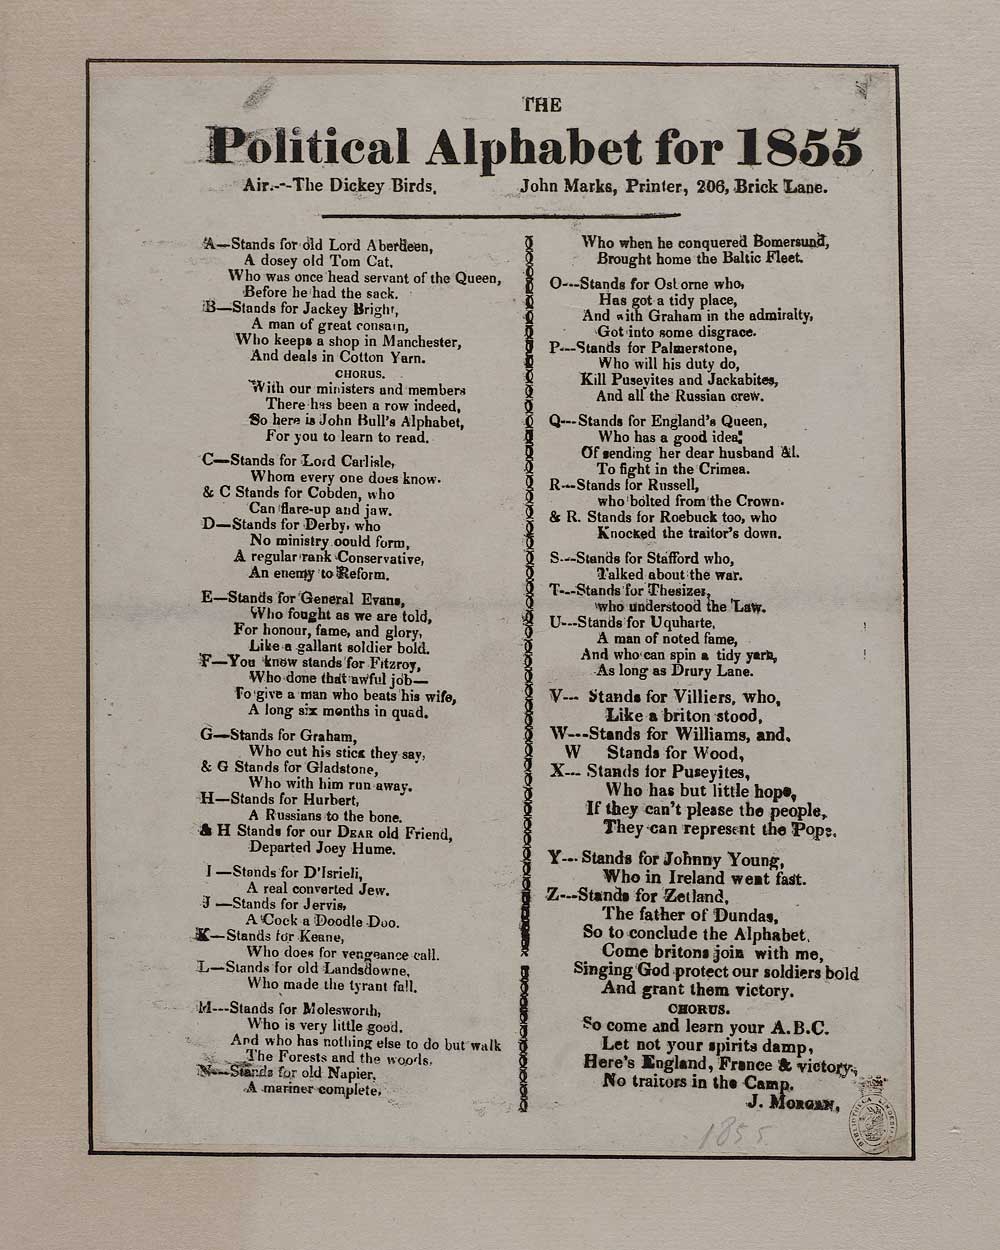 THE
Political Alphabet for 1855
Air.--The Dickey Birds.
John Marks, Printer, 206, Brick Lane.
A—Stands for old Lord Aberdeen,
A dosey old Tom Cat.
Who was once head servant of the Queen,
Before he had the sack.
B—Stands for Jackey Bright,
A man of great consain,
Who keeps a shop in Manchester,
And deals in Cotton Yarn.
CHORUS.
With our ministers and members
There has been a row indeed,
So here is John Bull's Alphabet,
For you to learn to read.
C—Stands for Lord Carlisle,
Whom every one does know.
& C Stands for Cobden, who
Can flare-up and jaw.
D—Stands for Derby, who
No ministry oould form,
A regular rank Conservative,
An enemy to Reform.
E—Stands for General Evans,
Who fought as we are told,
For honour, fame, and glory,
Like a gallant soldier bold.
F—You know stands for Fitzroy,
Who done that awful job—
To give a man who beats his wife,
A long six months in quad.
G—Stands for Graham,
Who cut his stick they say,
& G Stands for Gladstone,
Who with him run away.
H—Stands for Hurbert,
A Russians to the bone.
& H Stands for our DEAR old Friend,
Departed Joey Hume.
I—Stands for D'Isrieli,
A real converted Jew.
J—Stands for Jervis,
A Cock a Doodle Doo.
K—Stands for Keane,
Who does for vengeance call.
L—Stands for old Landsdowne,
Who made the tyrant fall.
M---Stands for Molesworth,
Who is very little good.
And who has nothing else to do but walk
The Forests and the woods.
N---Stands for old Napier,
A mariner complete,
Who when he conquered Bomersund,
Brought home the Baltic Fleet.
O---Stands for Osborne who,
Has got a tidy place,
And with Graham in the admiralty,
Got into some disgrace.
P---Stands for Palmerstone,
Who will his duty do,
Kill Puseyites and Jackabites,
And all the Russian crew.
Q---Stands for England's Queen,
Who has a good idea;
Of sending her dear husband Al.
To fight in the Crimea.
R---Stands for Russell,
who bolted from the Crown.
& R. Stands for Roebuck too, who
Knocked the traitor's down.
S---Stands for Stafford who,
Talked about the war.
T---Stands for Thesizer,
who understood the Law.
U---Stands for Uquharte,
A man of noted fame,
And who can spin a tidy yarn,
As long as Drury Lane.
V--- Stands for Villiers, who,
Like a briton stood,
W---Stands for Williams, and.
W Stands for Wood,
X--- Stands for Puseyites,
Who has but little hope,
If they can't please the people,
They can represent the Pope.
Y--- Stands for Johnny Young,
Who in Ireland went fast.
Z---Stands for Zetland,
The father of Dundas,
So to conclude the Alphabet,
Come britons join with me,
Singing God protect our soldiers bold
And grant them victory.
CHORUS.
So come and learn your A.B.C.
Let not your spirits damp,
Here's England, France & victory,
No traitors in the Camp.
J. MORGAN,
1855